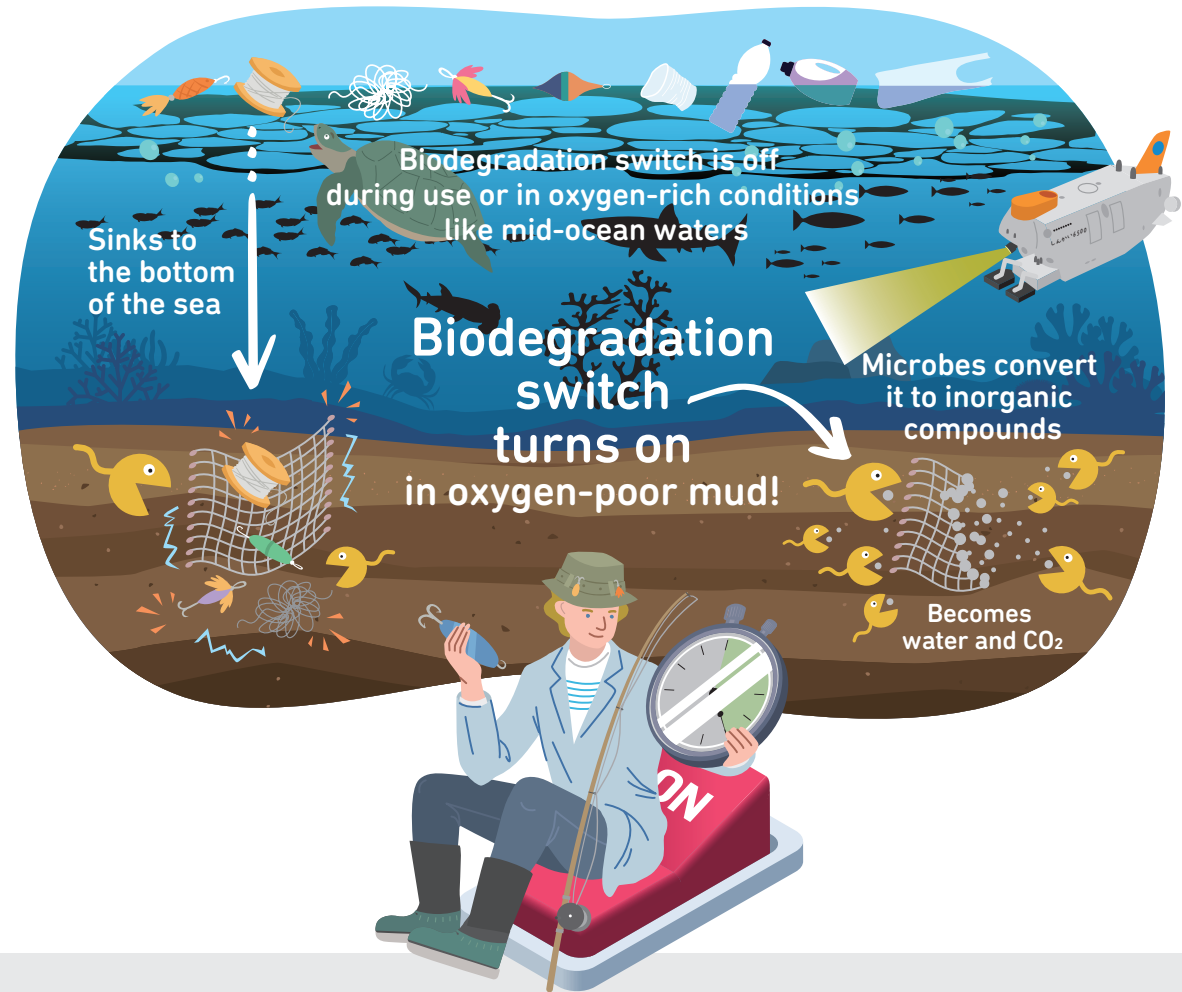 Biodegradation switch is off
during use or in oxygen-rich conditions
like mid-ocean waters
Sinks to
the bottom
of the sea
Biodegradation
switch
turns on
in oxygen-poor mud!
Microbes convert
it to inorganic
compounds
Becomes
water and CO₂
ON